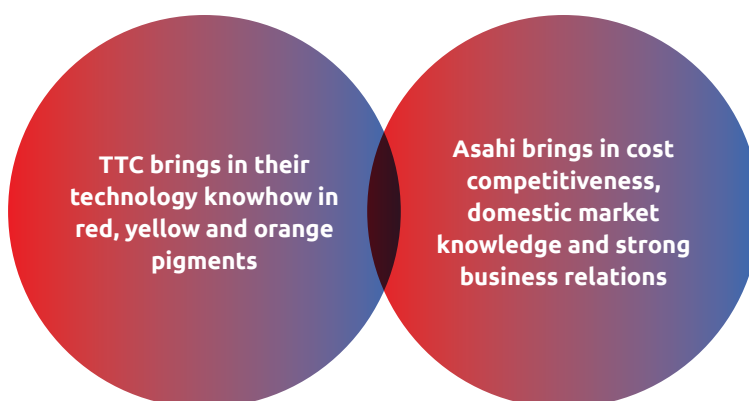 TTC brings in their
technology knowhow in
red, yellow and orange
pigments
Asahi brings in cost
competitiveness,
domestic market
knowledge and strong
business relations